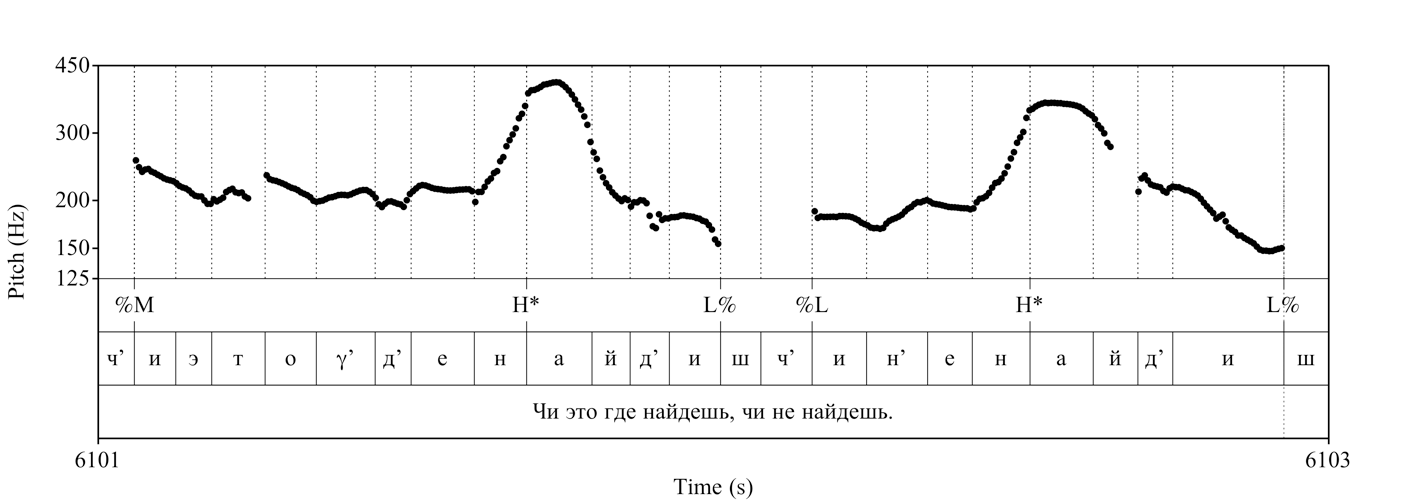 450
300
200
150
125
Pitch (Hz)
%M H* L% %L H* L%
ч’ и э т о γ’ д’ е н а й д’ и ш ч’ и н’ е н а й д’ и ш
Чи это где найдешь, чи не найдешь.
6101 6103
Time (s)